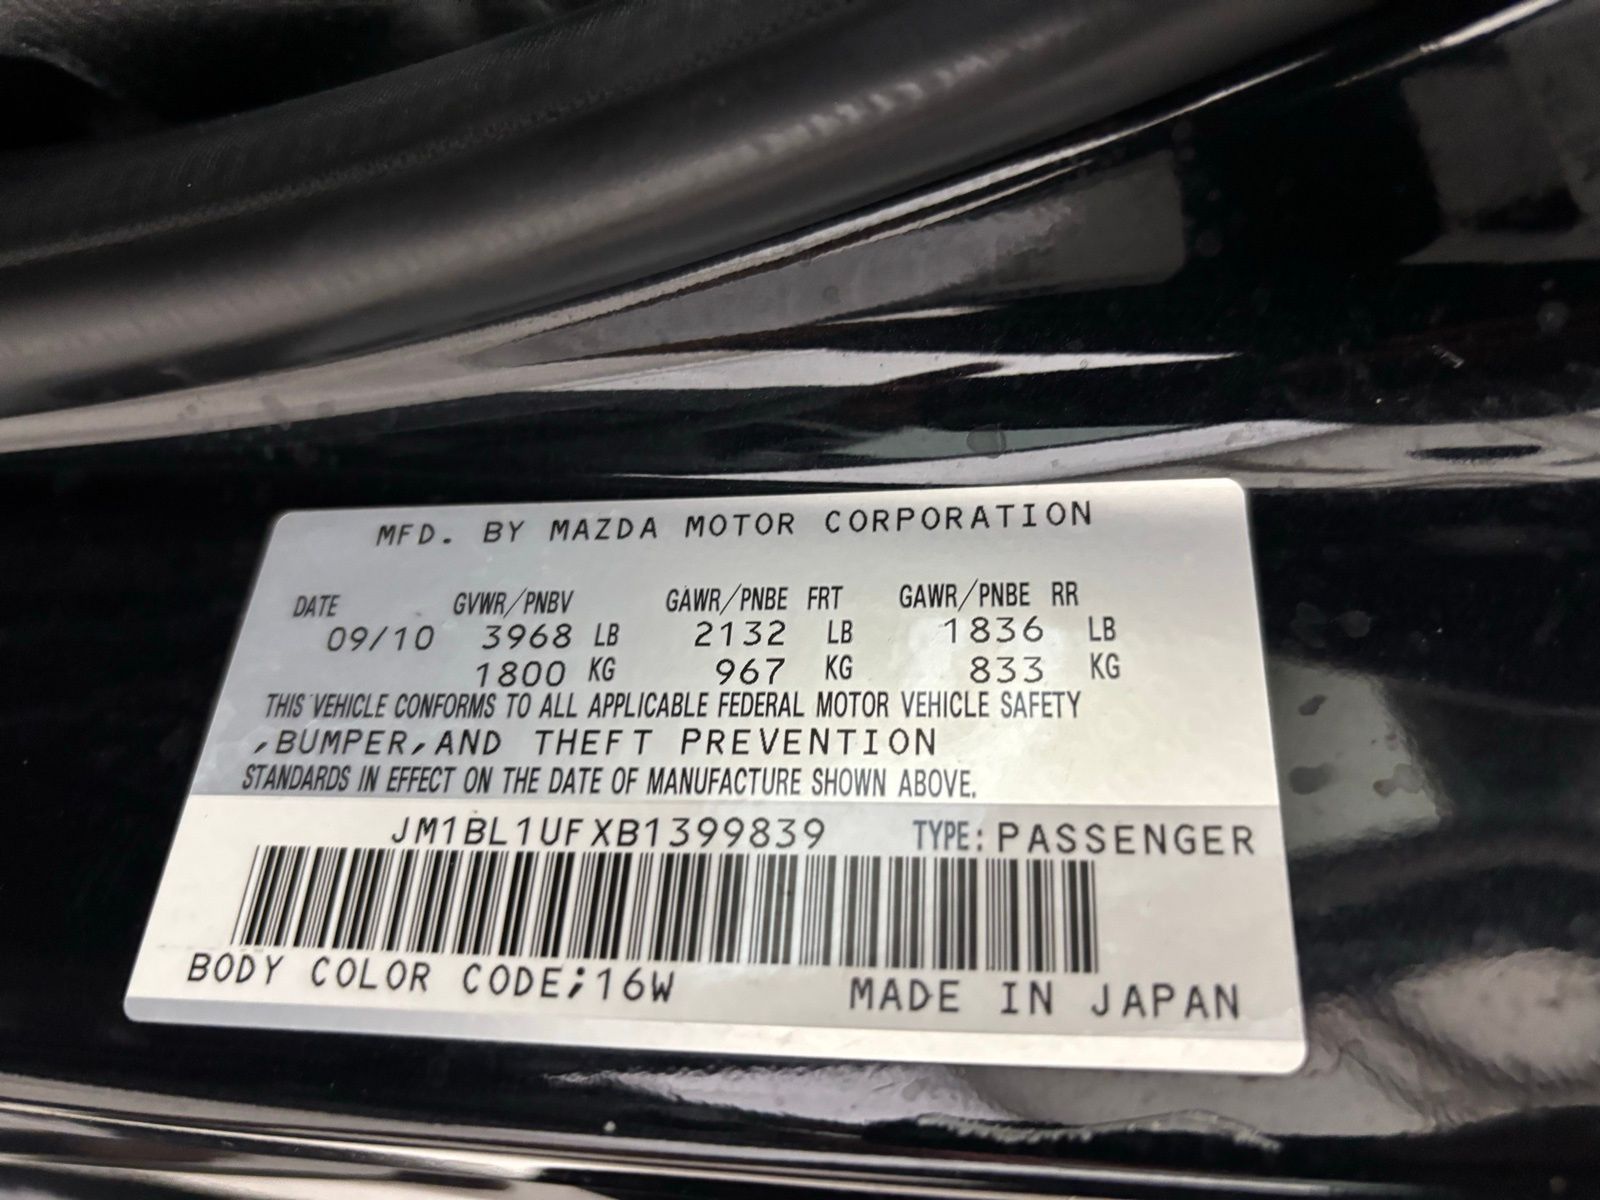 MFD. BY MAZDA MOTOR CORPORATION
DATE GVWR/PNBV GAWR/PNBE FRT GAWR/PNBE RR
09/10 3968 LB 2132 LB 1836 LB
1800 KG 967 KG 833 KG
THIS VEHICLE CONFORMS TO ALL APPLICABLE FEDERAL MOTOR VEHICLE SAFETY
,BUMPER,AND THEFT PREVENTION
STANDARDS IN EFFECT ON THE DATE OF MANUFACTURE SHOWN ABOVE.
JM1BL1UFXB1399839 TYPE: PASSENGER
BODY COLOR CODE;16W MADE IN JAPAN